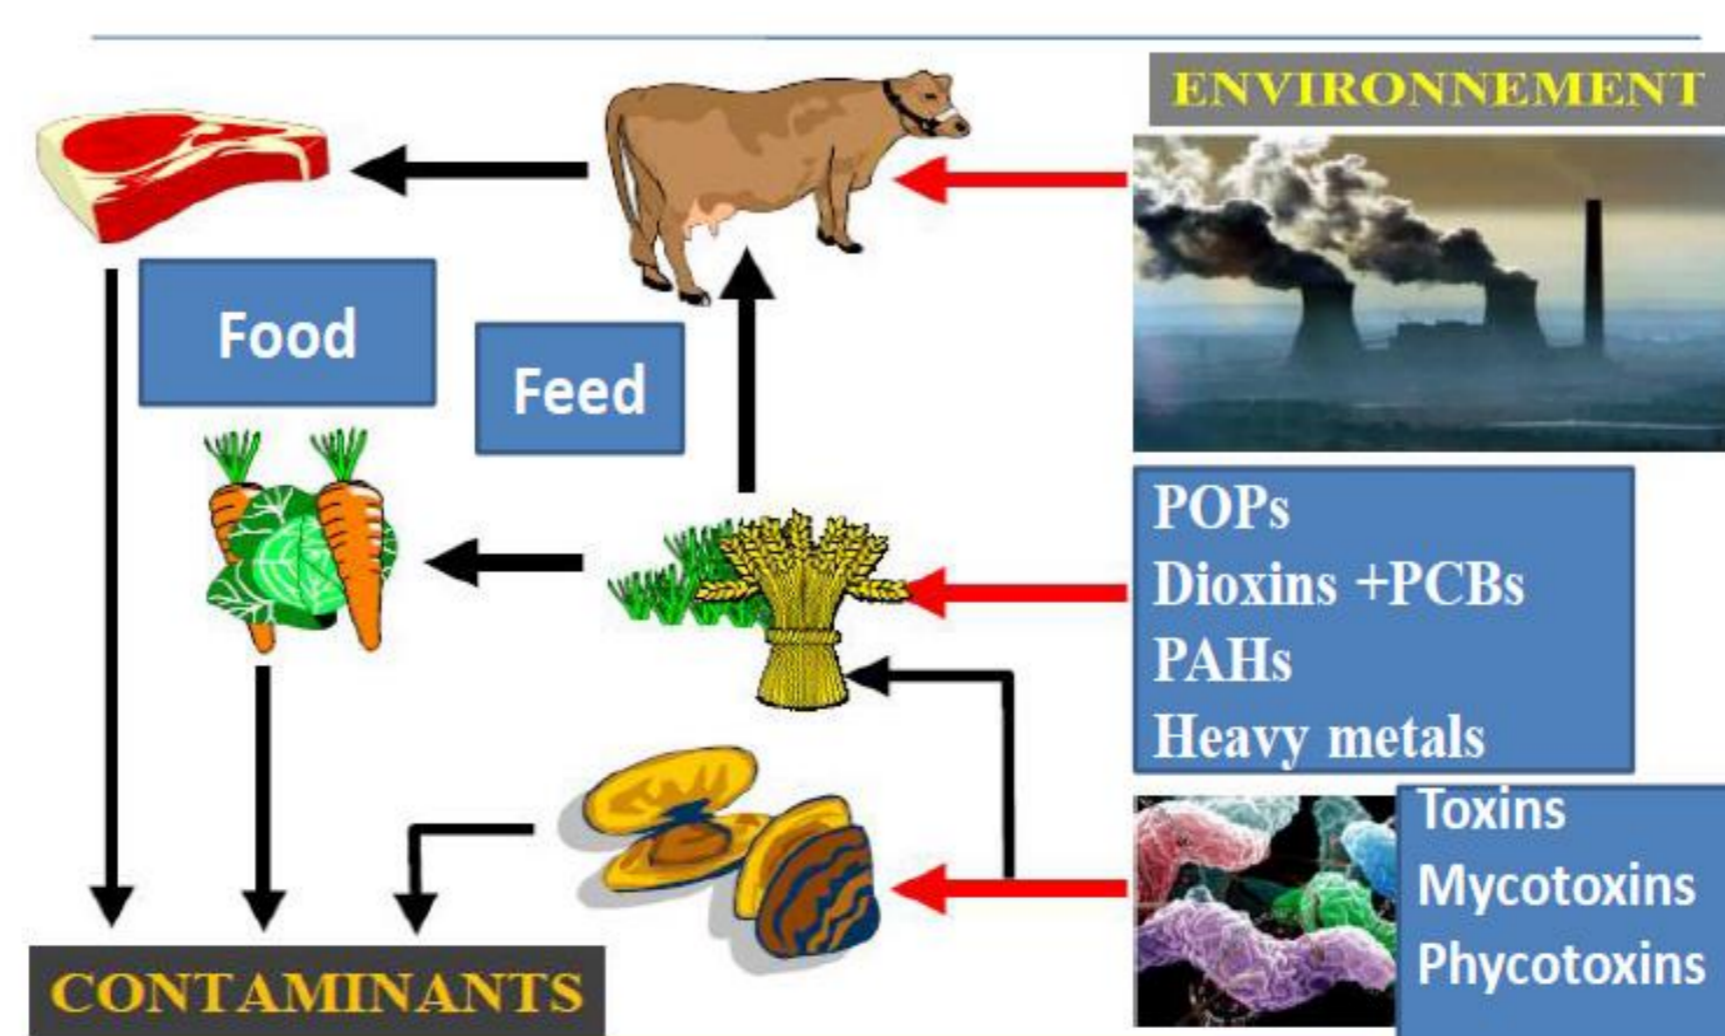 ENVIRONNEMENT
Food
Feed
POPs
Dioxins +PCBs
PAHs
Heavy metals
Toxins
Mycotoxins
Phycotoxins
CONTAMINANTS